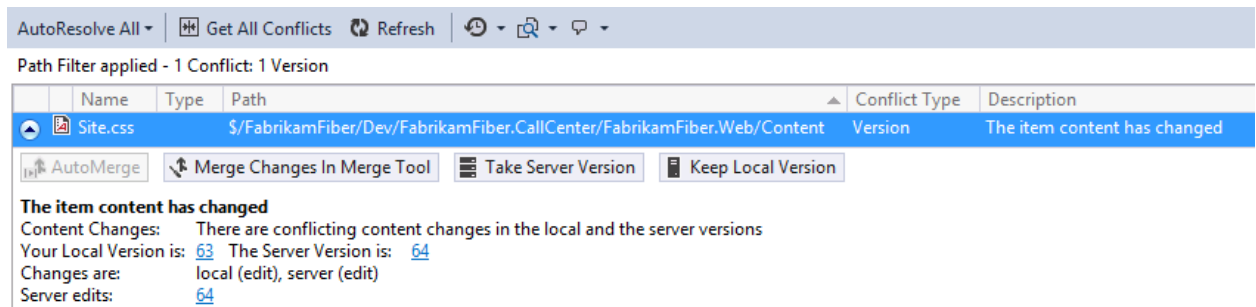 AutoResolve All Get All Conflicts Refresh
Path Filter applied - 1 Conflict: 1 Version
Name Type Path Conflict Type Description
Site.css $/FabrikamFiber/Dev/FabrikamFiber.CallCenter/FabrikamFiber.Web/Content Version The item content has changed
AutoMerge Merge Changes In Merge Tool Take Server Version Keep Local Version
The item content has changed
Content Changes: There are conflicting content changes in the local and the server versions
Your Local Version is: 63 The Server Version is: 64
Changes are: local (edit), server (edit)
Server edits: 64